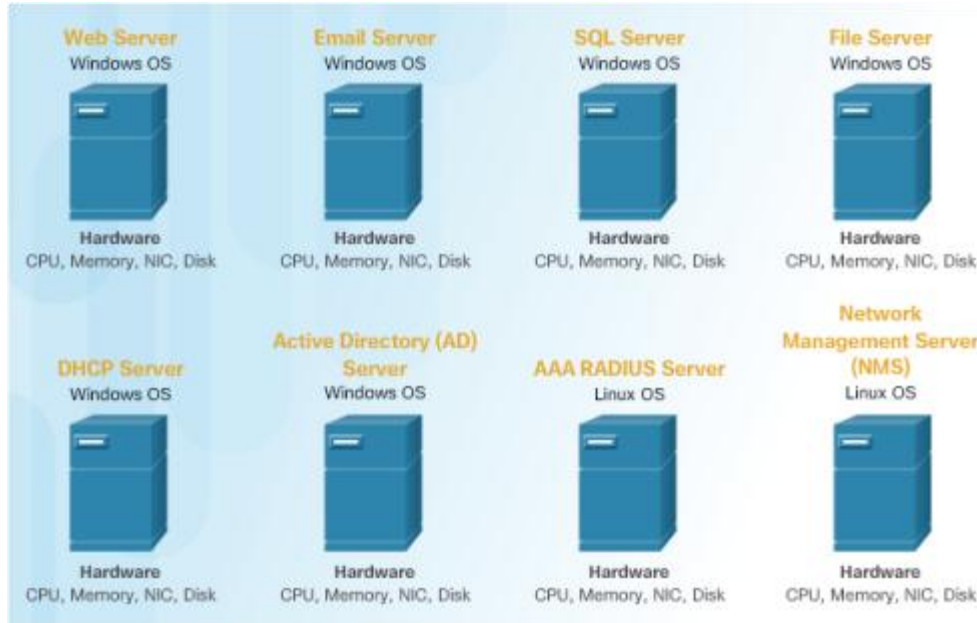 Web Server
Windows OS
Hardware
CPU, Memory, NIC, Disk
Email Server
Windows OS
Hardware
CPU, Memory, NIC, Disk
SQL Server
Windows OS
Hardware
CPU, Memory, NIC, Disk
File Server
Windows OS
Hardware
CPU, Memory, NIC, Disk
DHCP Server
Windows OS
Hardware
CPU, Memory, NIC, Disk
Active Directory (AD)
Server
Windows OS
Hardware
CPU, Memory, NIC, Disk
AAA RADIUS Server
Linux OS
Hardware
CPU, Memory, NIC, Disk
Network
Management Server
(NMS)
Linux OS
Hardware
CPU, Memory, NIC, Disk